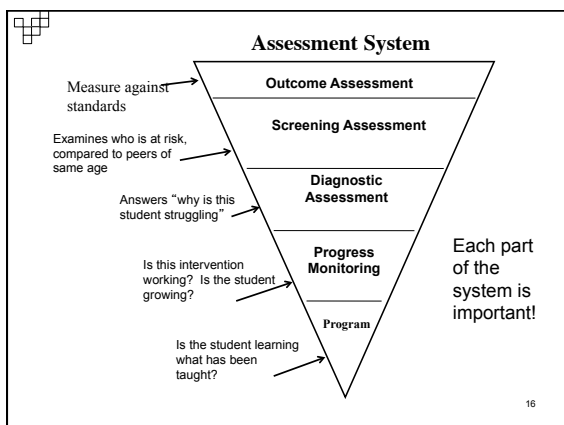 Assessment System
Measure against
standards
Outcome Assessment
Screening Assessment
Examines who is at risk,
compared to peers of
same age
Diagnostic
Assessment
Answers “why is this
student struggling”
Progress
Monitoring
Is this intervention
working?  Is the student
growing?
Each part
of the
system is
important!
Program
Is the student learning
what has been
taught?
16